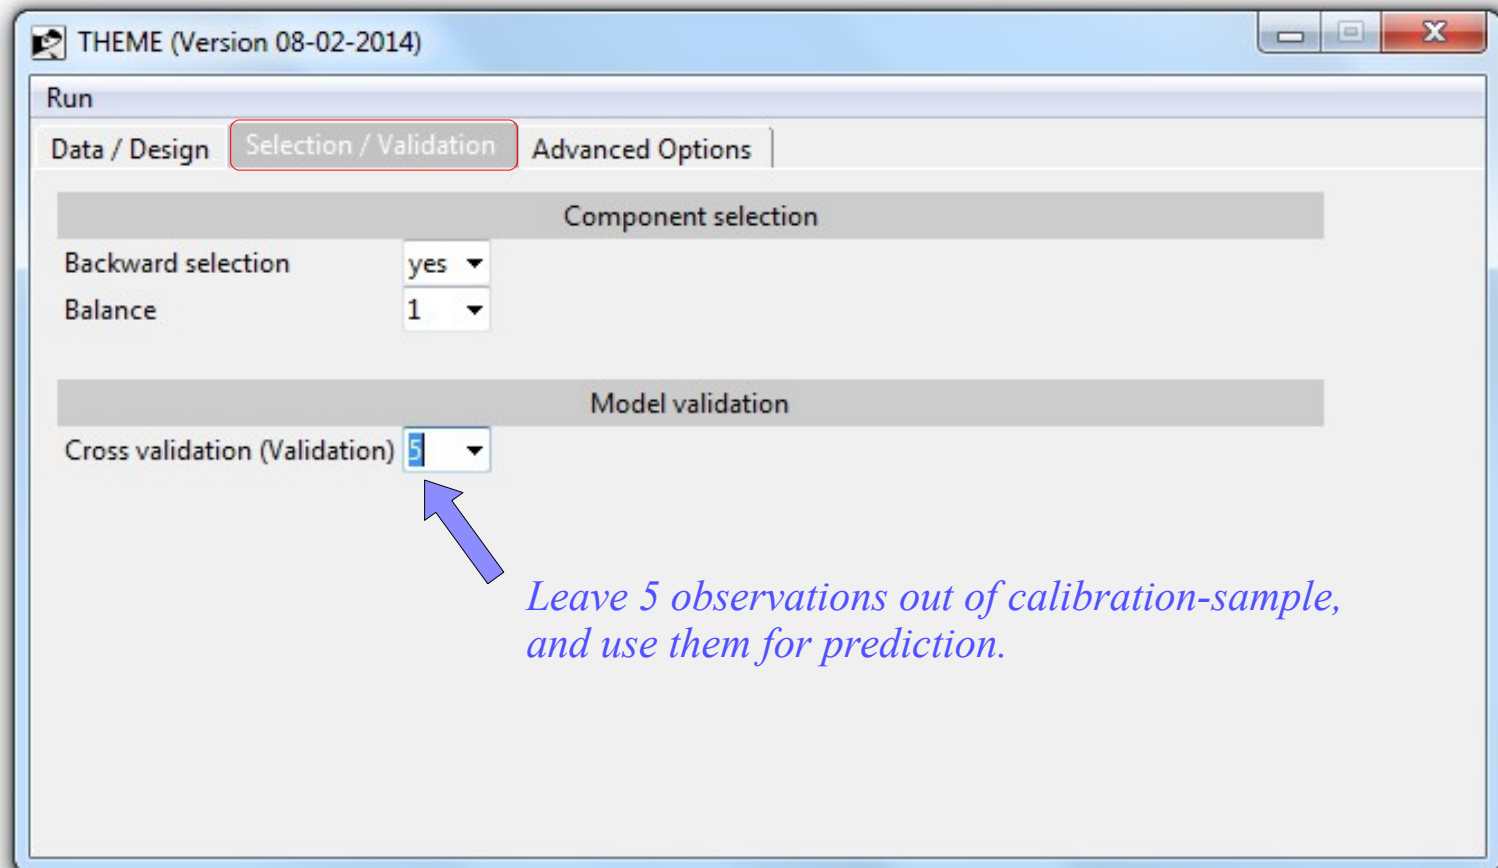 THEME (Version 08-02-2014)
Run
Data / Design Selection / Validation Advanced Options
Component selection
Backward selection yes
Balance 1
Model validation
Cross validation (Validation) 5
Leave 5 observations out of calibration-sample,
and use them for prediction.